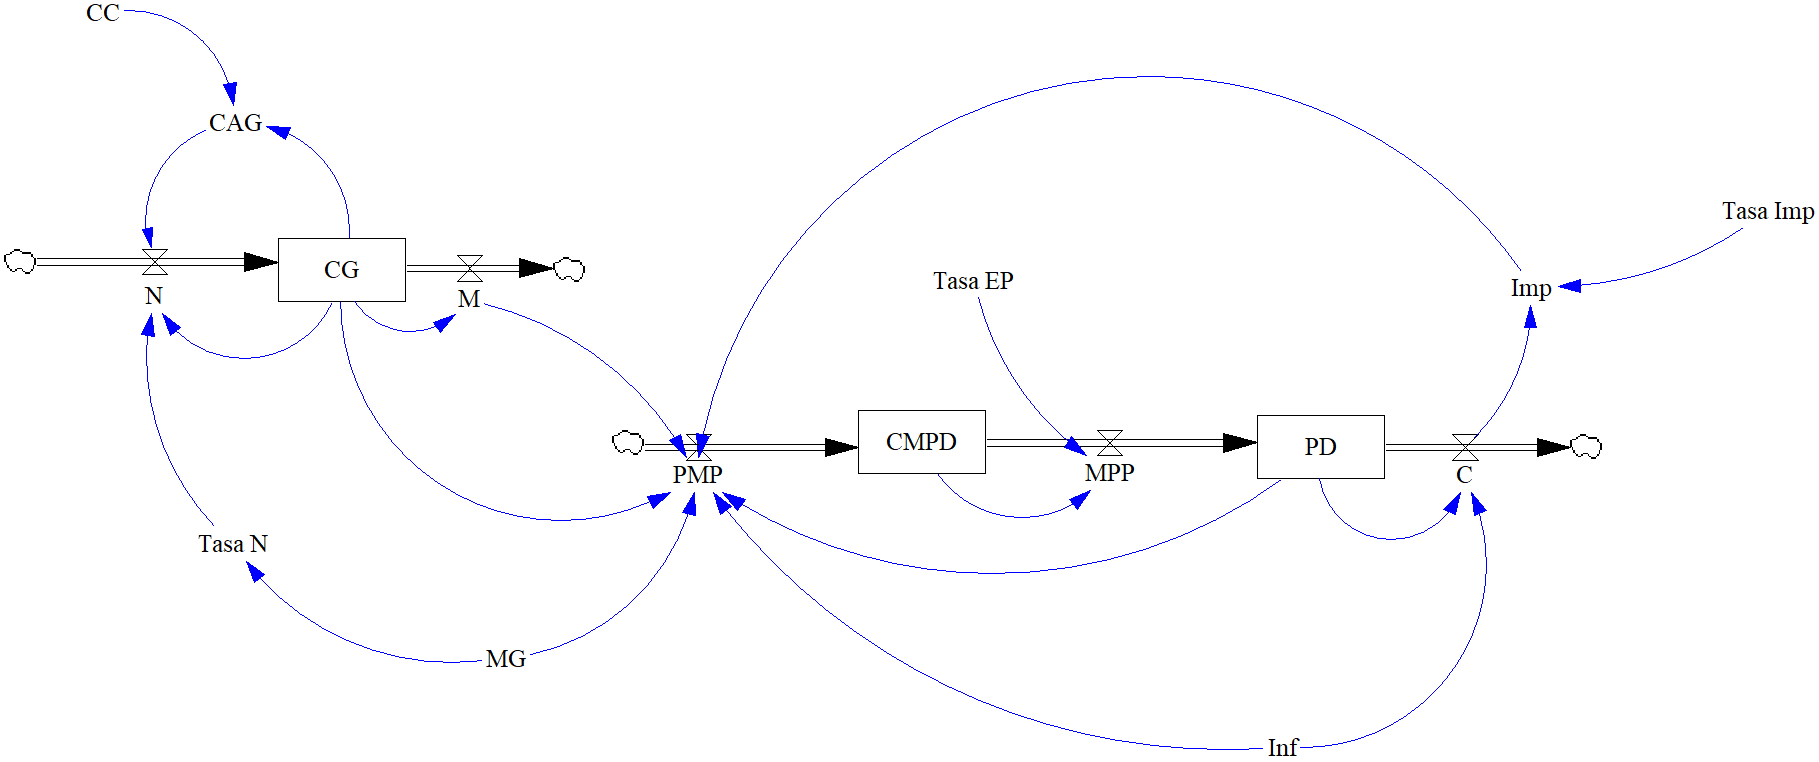 CC
CAG
Tasa Imp
CG
Tasa EP
Imp
N
M
CMPD
PD
PMP
MPP
C
Tasa N
MG
Inf